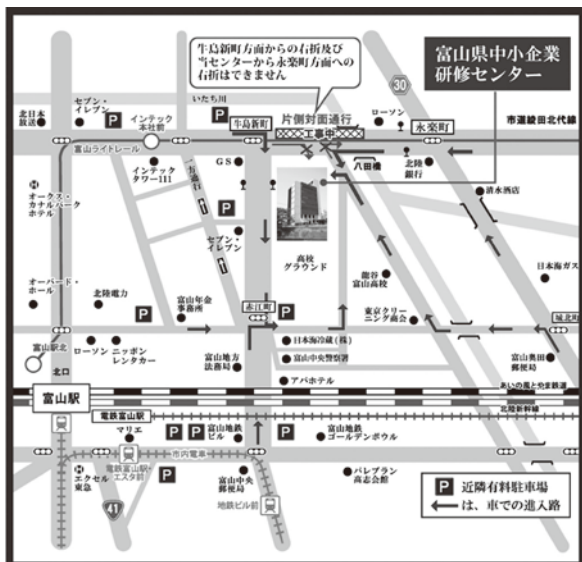 牛島新町方面からの右折及び
当センターから永楽町方面への
右折はできません
富山県中小企業
研修センター
北日本
放送
セブン・
イレブン
P
インテック
本社前
いたち川
P
牛島新町
片側対面通行
工事中
ローソン
30
永楽町
市道綾田北代線
富山ライトレール
インテック
タワー111
一方通行
GS
八田橋
北陸
銀行
清水酒店
H
オークス・
カナルパーク
ホテル
P
セブン・
イレブン
高校
グラウンド
龍谷
富山高校
日本海ガス
オーバード・
ホール
北陸電力
P
富山年金
事務所
赤江町
P
東京クリー
ニング商会
城北町
富山駅北
ローソン
ニッポン
レンタカー
富山地方
法務局
日本海冷蔵(株)
富山中央警察署
富山奥田
郵便局
北口
アパホテル
あいの風とやま鉄道
富山駅
北陸新幹線
電鉄富山駅
マリエ
P
P
富山地鉄
ビル
P
富山地鉄
ゴールデンボウル
市内電車
H
エクセル
東急
電鉄富山駅・
エスタ前
P
富山中央
郵便局
パレブラン
高志会館
41
地鉄ビル前
P 近隣有料駐車場
←は、車での進入路